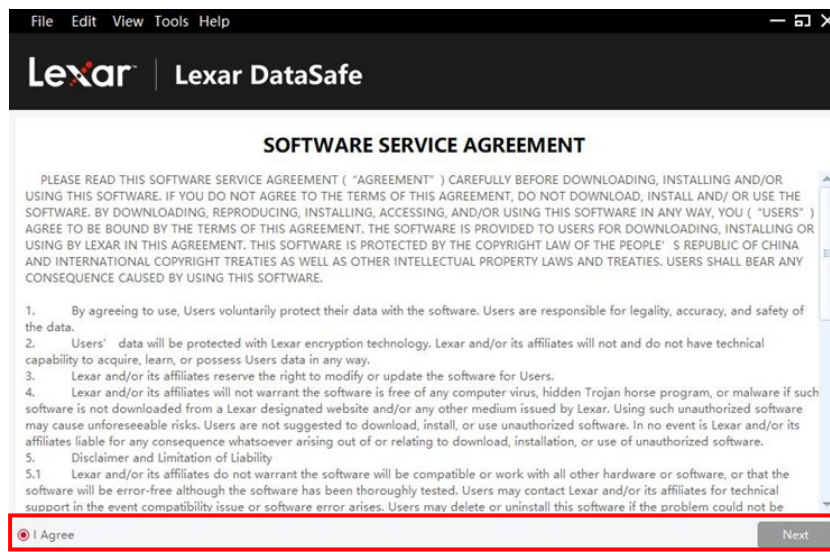 File Edit View Tools Help
Lexar Lexar DataSafe
SOFTWARE SERVICE AGREEMENT
PLEASE READ THIS SOFTWARE SERVICE AGREEMENT ( “AGREEMENT” ) CAREFULLY BEFORE DOWNLOADING, INSTALLING AND/OR
USING THIS SOFTWARE. IF YOU DO NOT AGREE TO THE TERMS OF THIS AGREEMENT, DO NOT DOWNLOAD, INSTALL AND/ OR USE THE
SOFTWARE. BY DOWNLOADING, REPRODUCING, INSTALLING, ACCESSING, AND/OR USING THIS SOFTWARE IN ANY WAY, YOU ( “USERS” )
AGREE TO BE BOUND BY THE TERMS OF THIS AGREEMENT. THE SOFTWARE IS PROVIDED TO USERS FOR DOWNLOADING, INSTALLING OR
USING BY LEXAR IN THIS AGREEMENT. THIS SOFTWARE IS PROTECTED BY THE COPYRIGHT LAW OF THE PEOPLE’ S REPUBLIC OF CHINA
AND INTERNATIONAL COPYRIGHT TREATIES AS WELL AS OTHER INTELLECTUAL PROPERTY LAWS AND TREATIES. USERS SHALL BEAR ANY
CONSEQUENCE CAUSED BY USING THIS SOFTWARE.
1. By agreeing to use, Users voluntarily protect their data with the software. Users are responsible for legality, accuracy, and safety of
the data.
2. Users’ data will be protected with Lexar encryption technology. Lexar and/or its affiliates will not and do not have technical
capability to acquire, learn, or possess Users data in any way.
3. Lexar and/or its affiliates reserve the right to modify or update the software for Users.
4. Lexar and/or its affiliates will not warrant the software is free of any computer virus, hidden Trojan horse program, or malware if such
software is not downloaded from a Lexar designated website and/or any other medium issued by Lexar. Using such unauthorized software
may cause unforeseeable risks. Users are not suggested to download, install, or use unauthorized software. In no event is Lexar and/or its
affiliates liable for any consequence whatsoever arising out of or relating to download, installation, or use of unauthorized software.
5. Disclaimer and Limitation of Liability
5.1 Lexar and/or its affiliates do not warrant the software will be compatible or work with all other hardware or software, or that the
software will be error-free although the software has been thoroughly tested. Users may contact Lexar and/or its affiliates for technical
support in the event compatibility issue or software error arises. Users may delete or uninstall this software if the problem could not be
I Agree Next